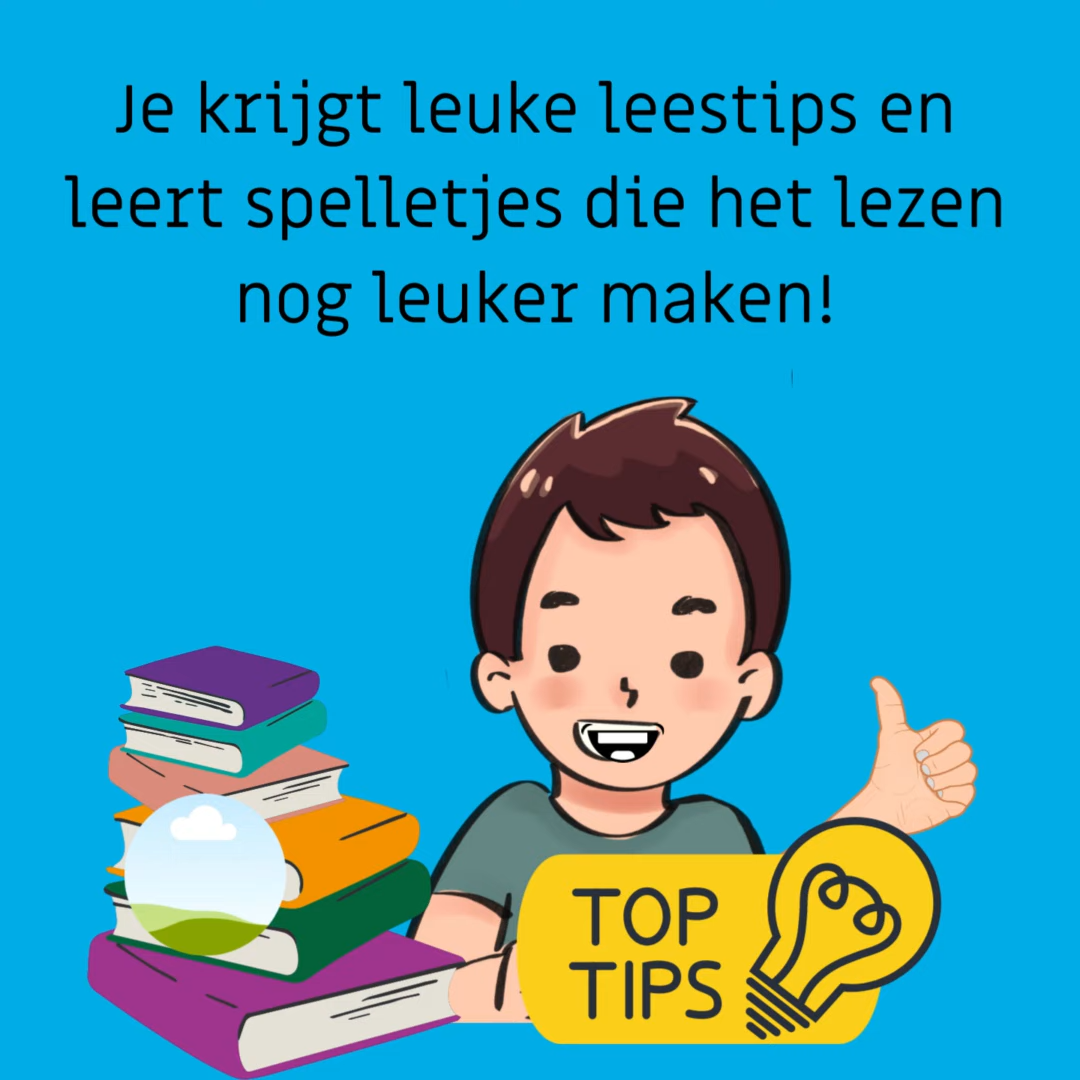 Je krijgt leuke leestips en
leert spelletjes die het lezen
nog leuker maken!
TOP
TIPS